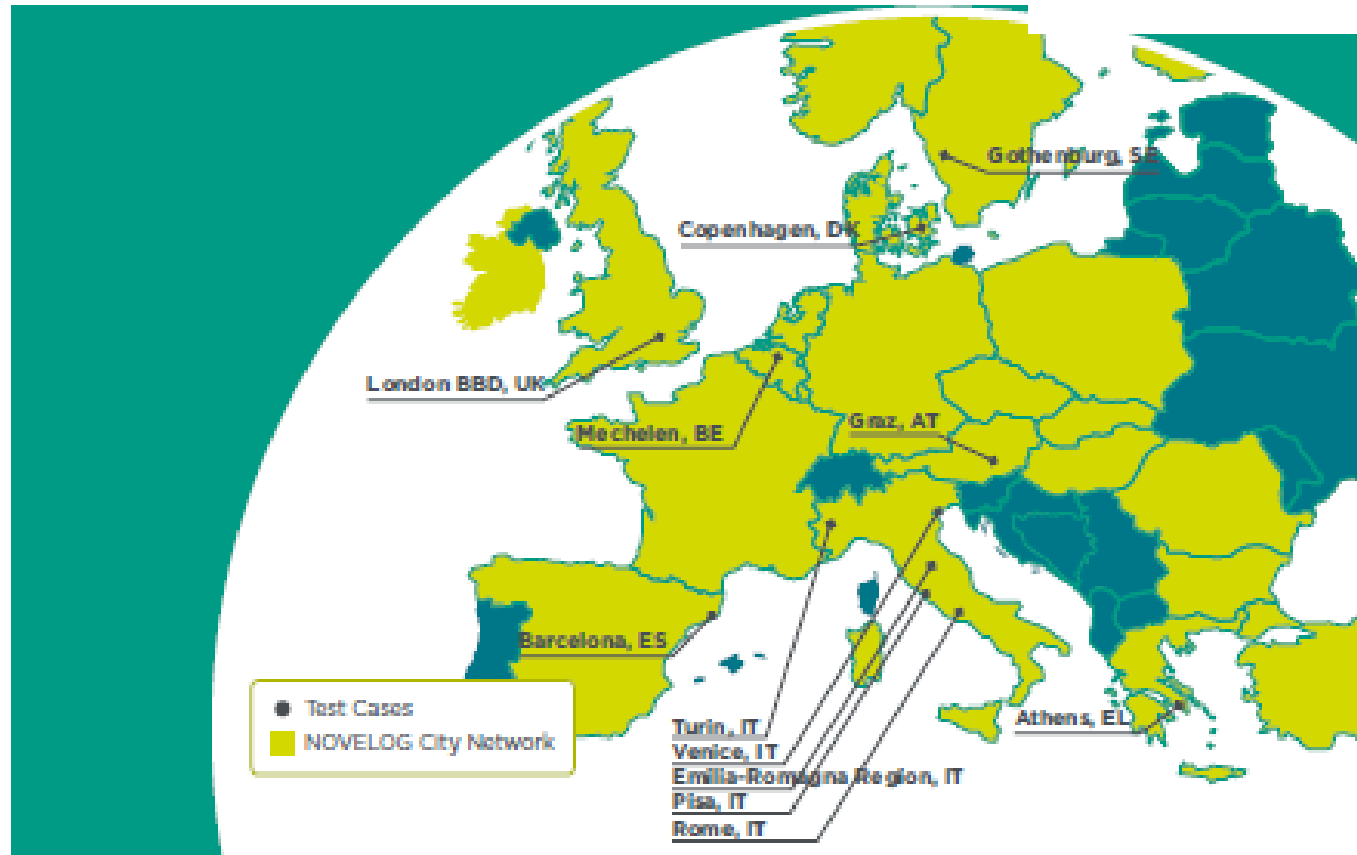 Gothenburg, SE
Copenhagen, DK
London BBD, UK
Mechelen, BE
Graz, AT
Barcelona, ES
Test Cases
NOVELOG City Network
Turin, IT
Venice, IT
Emilia-Romagna Region, IT
Pisa, IT
Rome, IT
Athens, EL